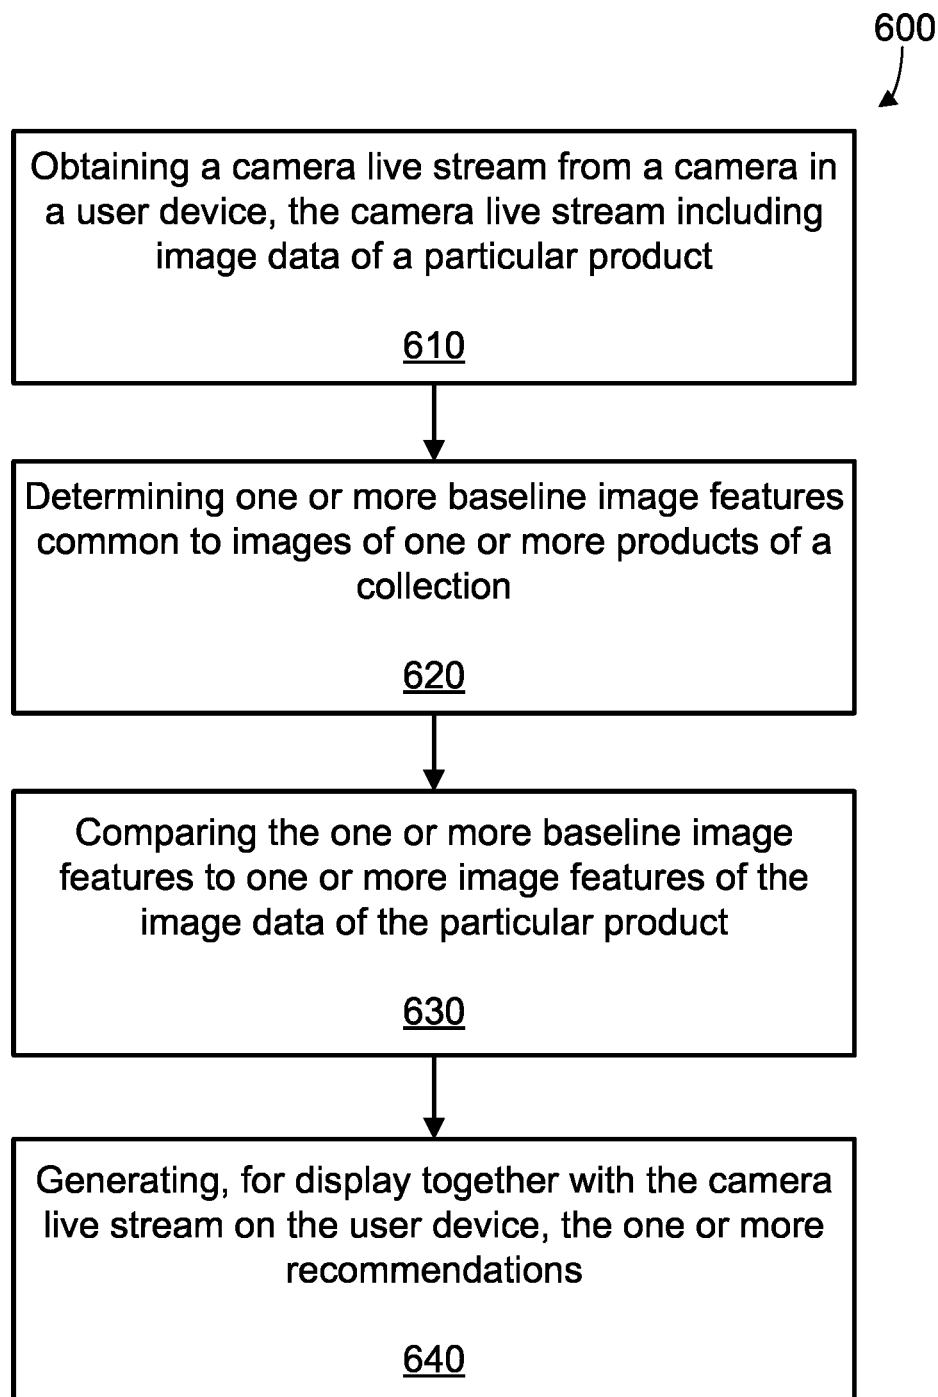 600
Obtaining a camera live stream from a camera in
a user device, the camera live stream including
image data of a particular product
610
Determining one or more baseline image features
common to images of one or more products of a
collection
620
Comparing the one or more baseline image
features to one or more image features of the
image data of the particular product
630
Generating, for display together with the camera
live stream on the user device, the one or more
recommendations
640